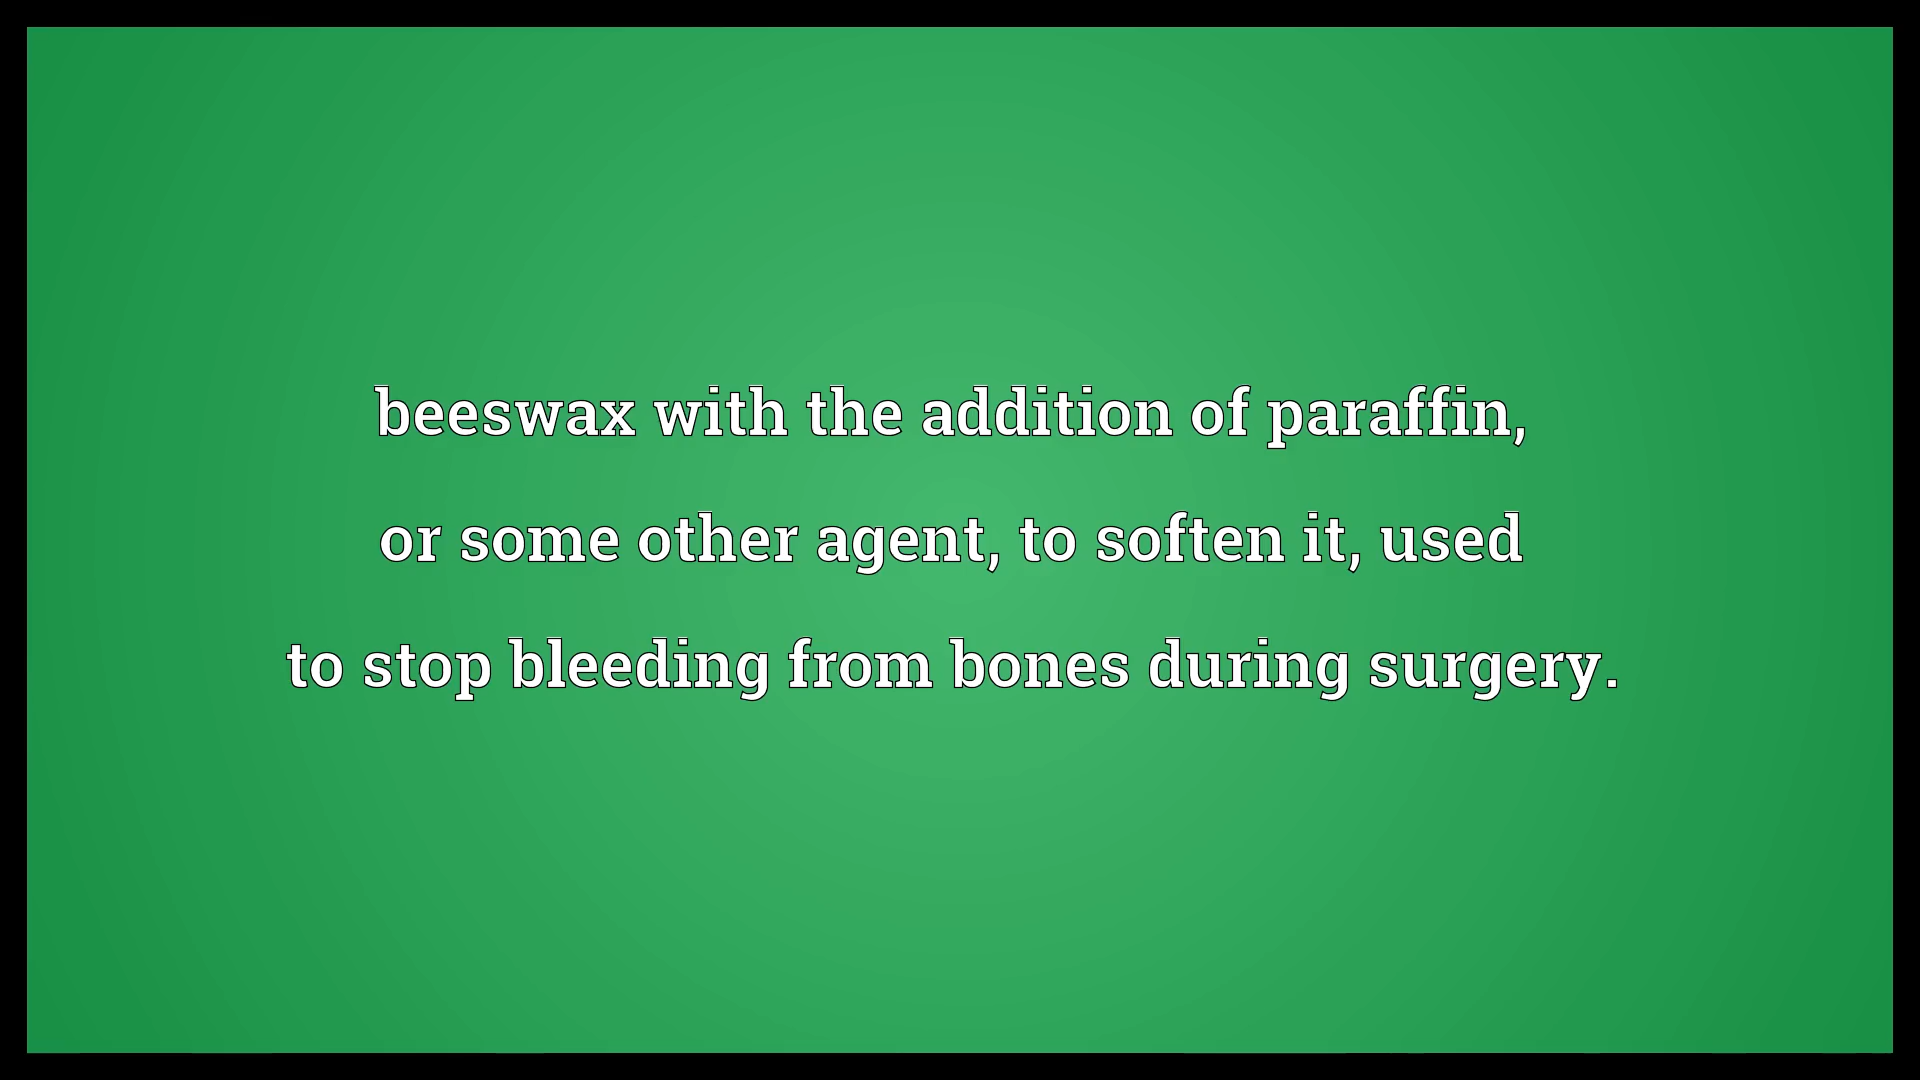 beeswax with the addition of paraffin,
or some other agent, to soften it, used
to stop bleeding from bones during surgery.